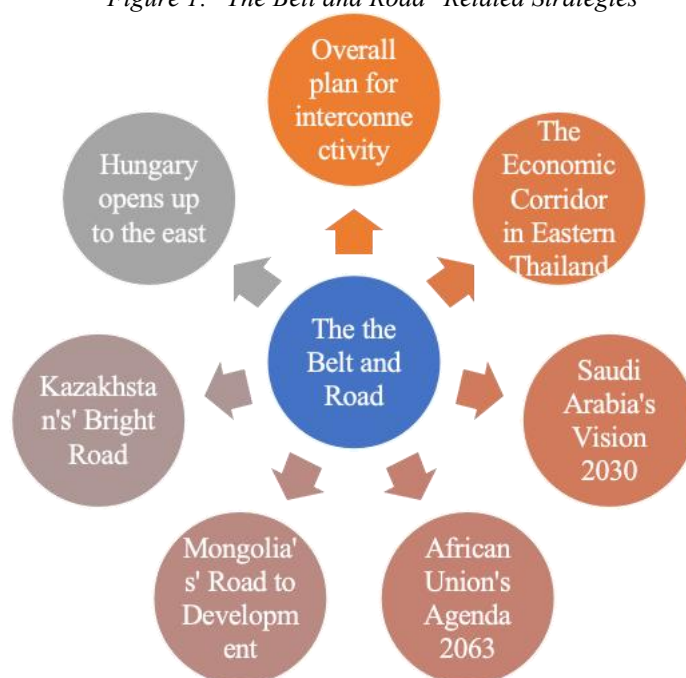 Figure 1: "The Belt and Road" Related Strategies
Overall
plan for
interconne
ctivity
The
Economic
Corridor
in Eastern
Thailand
Saudi
Arabia's
Vision
2030
African
Union's
Agenda
2063
Mongolia'
s' Road to
Developm
ent
Kazakhsta
n's' Bright
Road
Hungary
opens up
to the east
The the
Belt and
Road